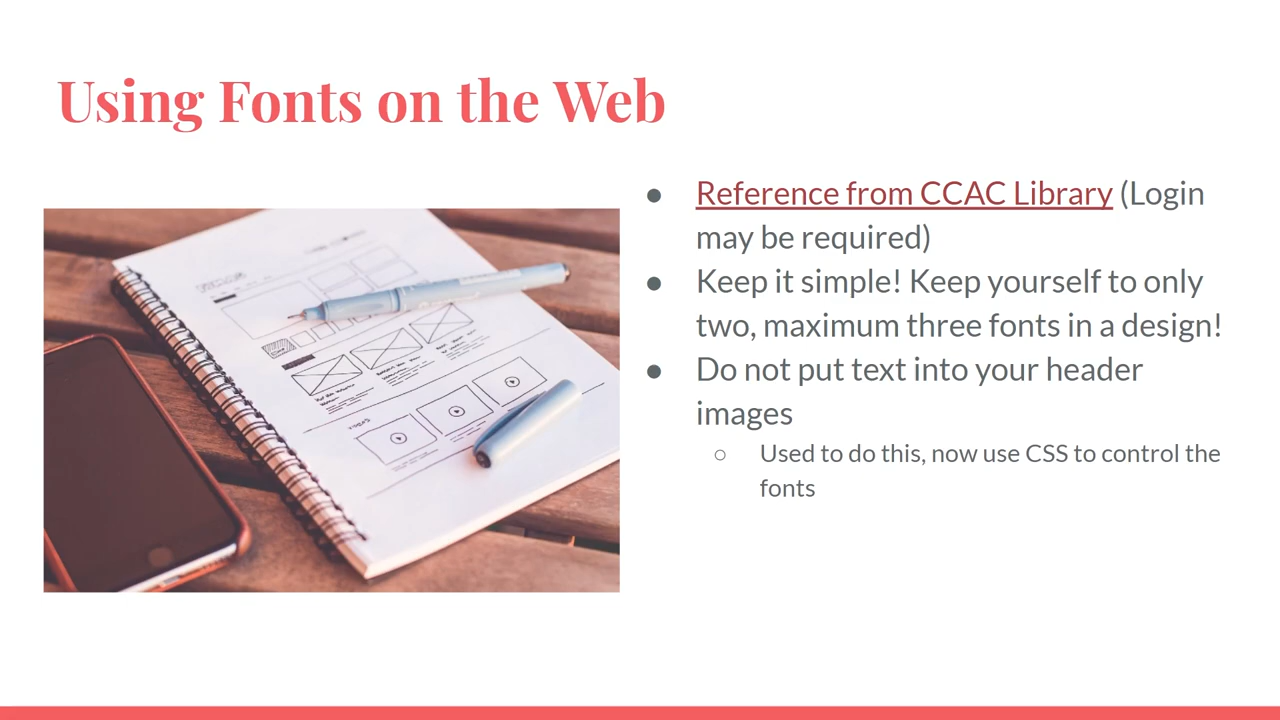 Using Fonts on the Web
● Reference from CCAC Library (Login
may be required)
● Keep it simple! Keep yourself to only
two, maximum three fonts in a design!
● Do not put text into your header
images
○ Used to do this, now use CSS to control the
fonts